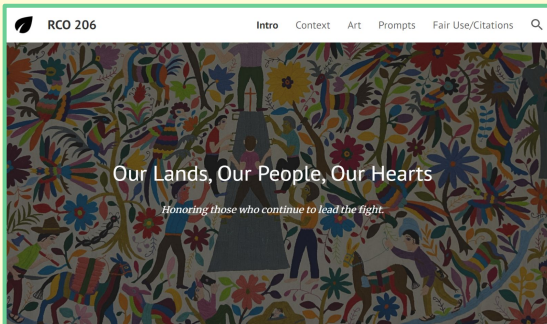 RCO 206
Intro Context Art Prompts Fair Use/Citations
Our Lands, Our People, Our Hearts
Honoring those who continue to lead the fight.